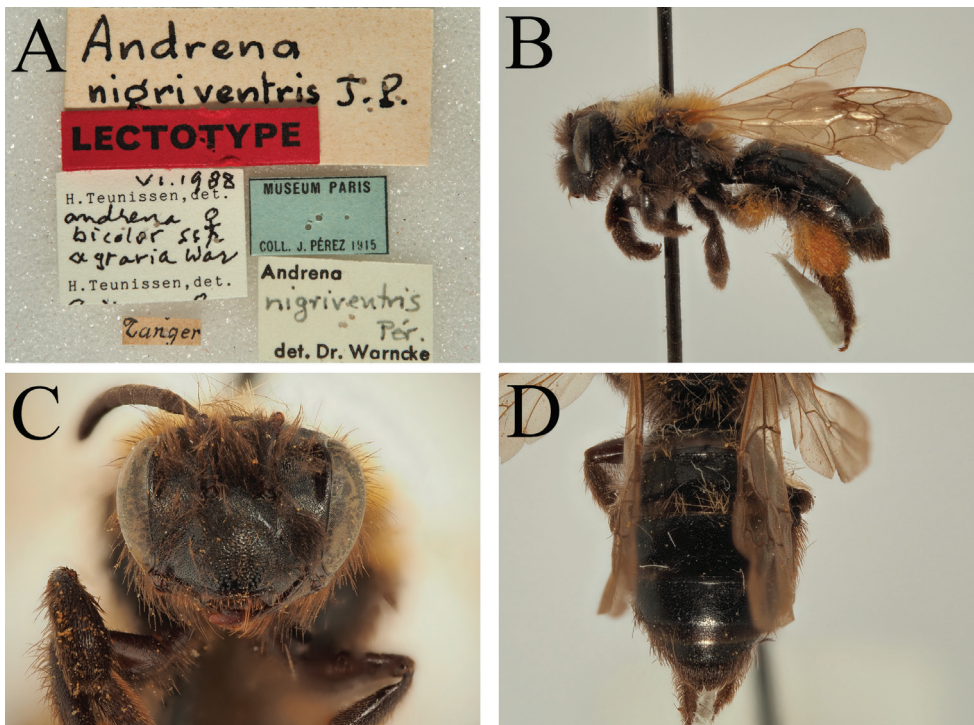 A
Andrena
nigriventris J.P.
LECTOTYPE
VI.1988
H.Teunissen,det.
andrena ♀
bicolor ssp
agraria War
H.Teunissen,det.
MUSEUM PARIS
COLL. J. PÉREZ 1915
Andrena
nigriventris
Pér.
det. Dr. Warncke
Tanger
B
C
D